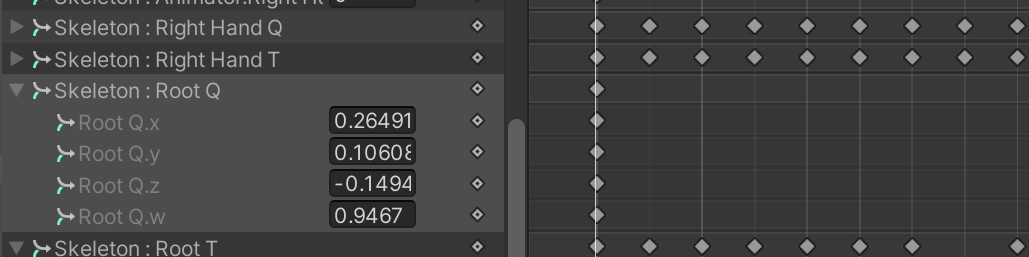 Skeleton : Right Hand Q
Skeleton : Right Hand T
Skeleton : Root Q
Root Q.x 0.26491
Root Q.y 0.10608
Root Q.z -0.1494
Root Q.w 0.9467
Skeleton : Root T